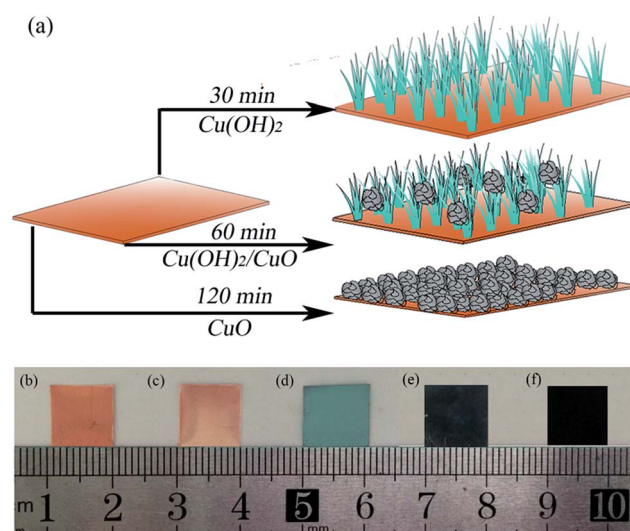 (a)
30 min
Cu(OH)2
60 min
Cu(OH)2/CuO
120 min
CuO
(b) (c) (d) (e) (f)
m 1 2 3 4 5 6 7 8 9 10
mm